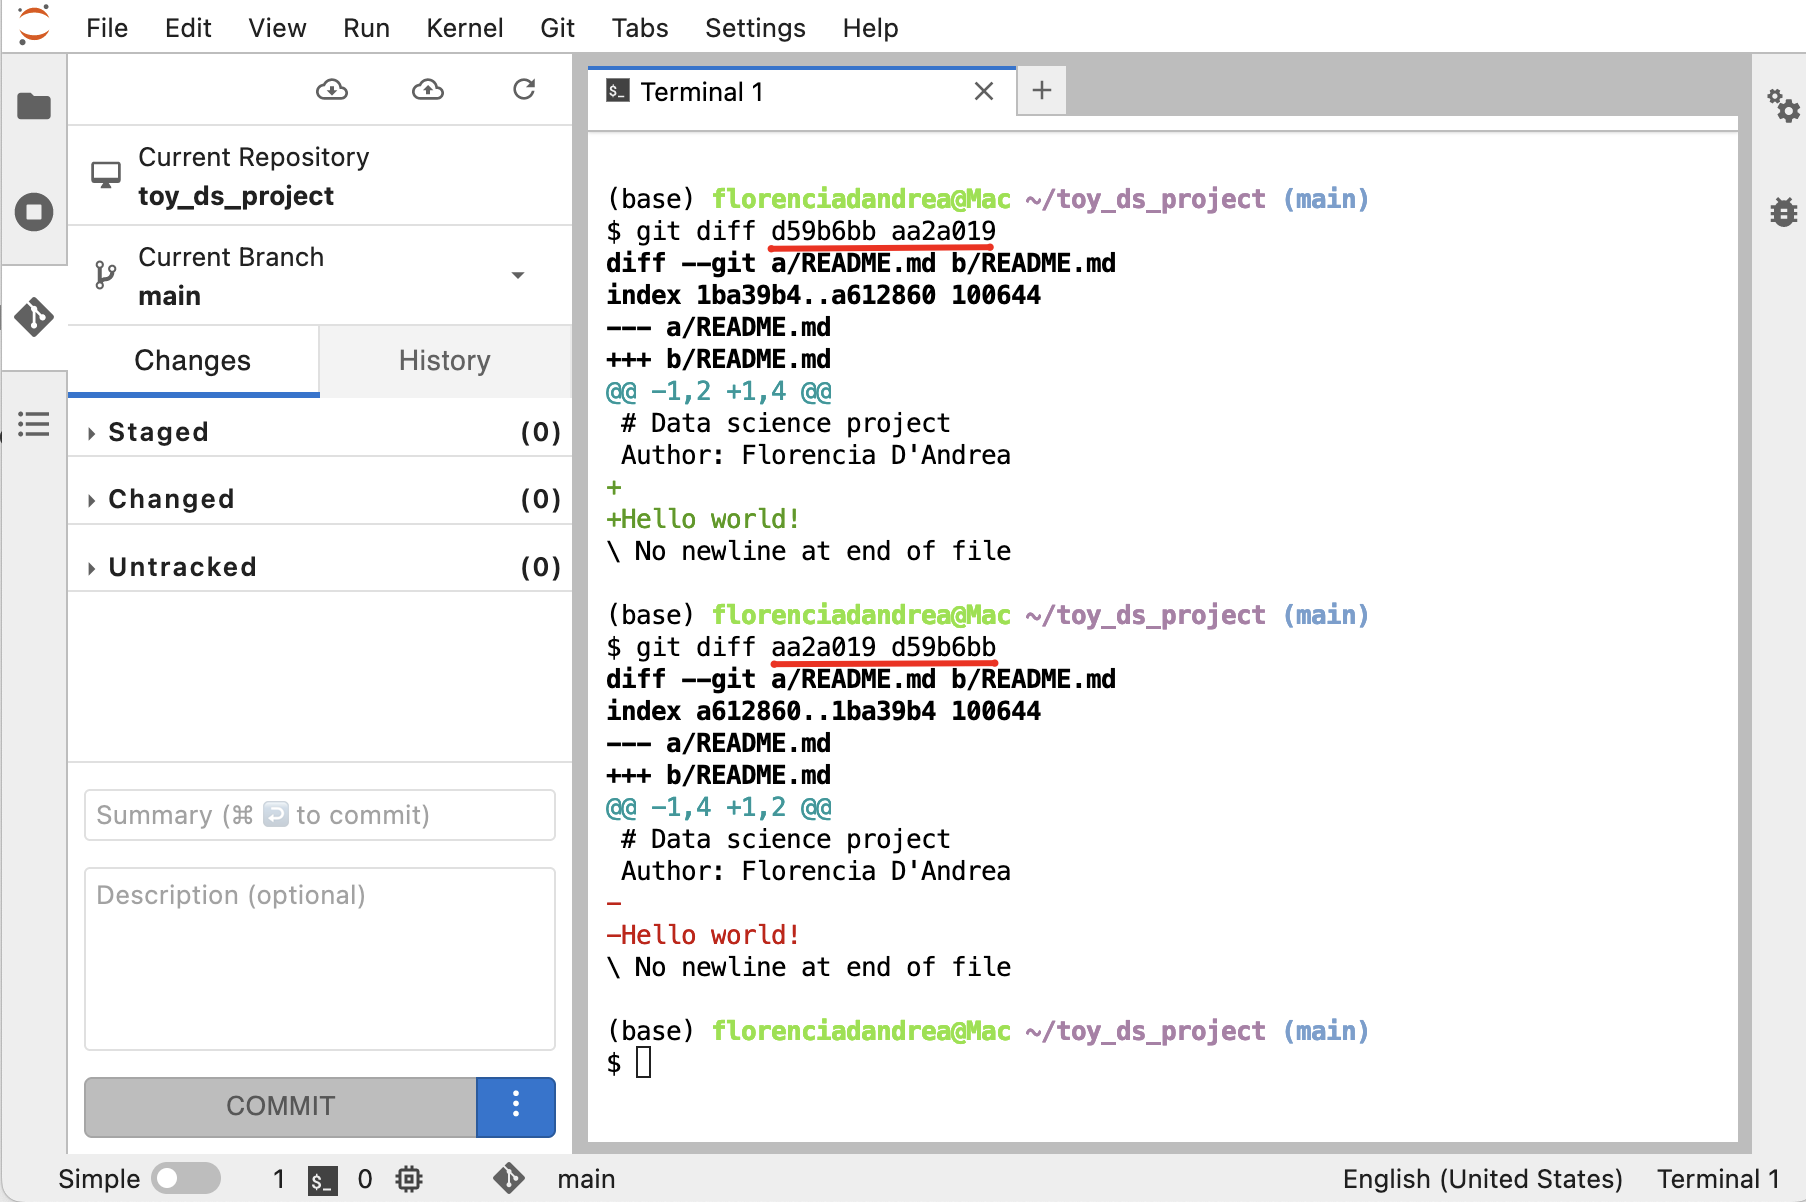 File Edit View Run Kernel Git Tabs Settings Help
Current Repository
toy_ds_project
Current Branch
main
Changes History
Staged (0)
Changed (0)
Untracked (0)
Summary (⌘ to commit)
Description (optional)
COMMIT
$_ Terminal 1
(base) florenciadandrea@Mac ~/toy_ds_project (main)
$ git diff d59b6bb aa2a019
diff --git a/README.md b/README.md
index 1ba39b4..a612860 100644
--- a/README.md
+++ b/README.md
@@ -1,2 +1,4 @@
 # Data science project
 Author: Florencia D'Andrea
+
+Hello world!
\ No newline at end of file
(base) florenciadandrea@Mac ~/toy_ds_project (main)
$ git diff aa2a019 d59b6bb
diff --git a/README.md b/README.md
index a612860..1ba39b4 100644
--- a/README.md
+++ b/README.md
@@ -1,4 +1,2 @@
 # Data science project
 Author: Florencia D'Andrea
-
-Hello world!
\ No newline at end of file
(base) florenciadandrea@Mac ~/toy_ds_project (main)
$
Simple 1 $_ 0 main English (United States) Terminal 1